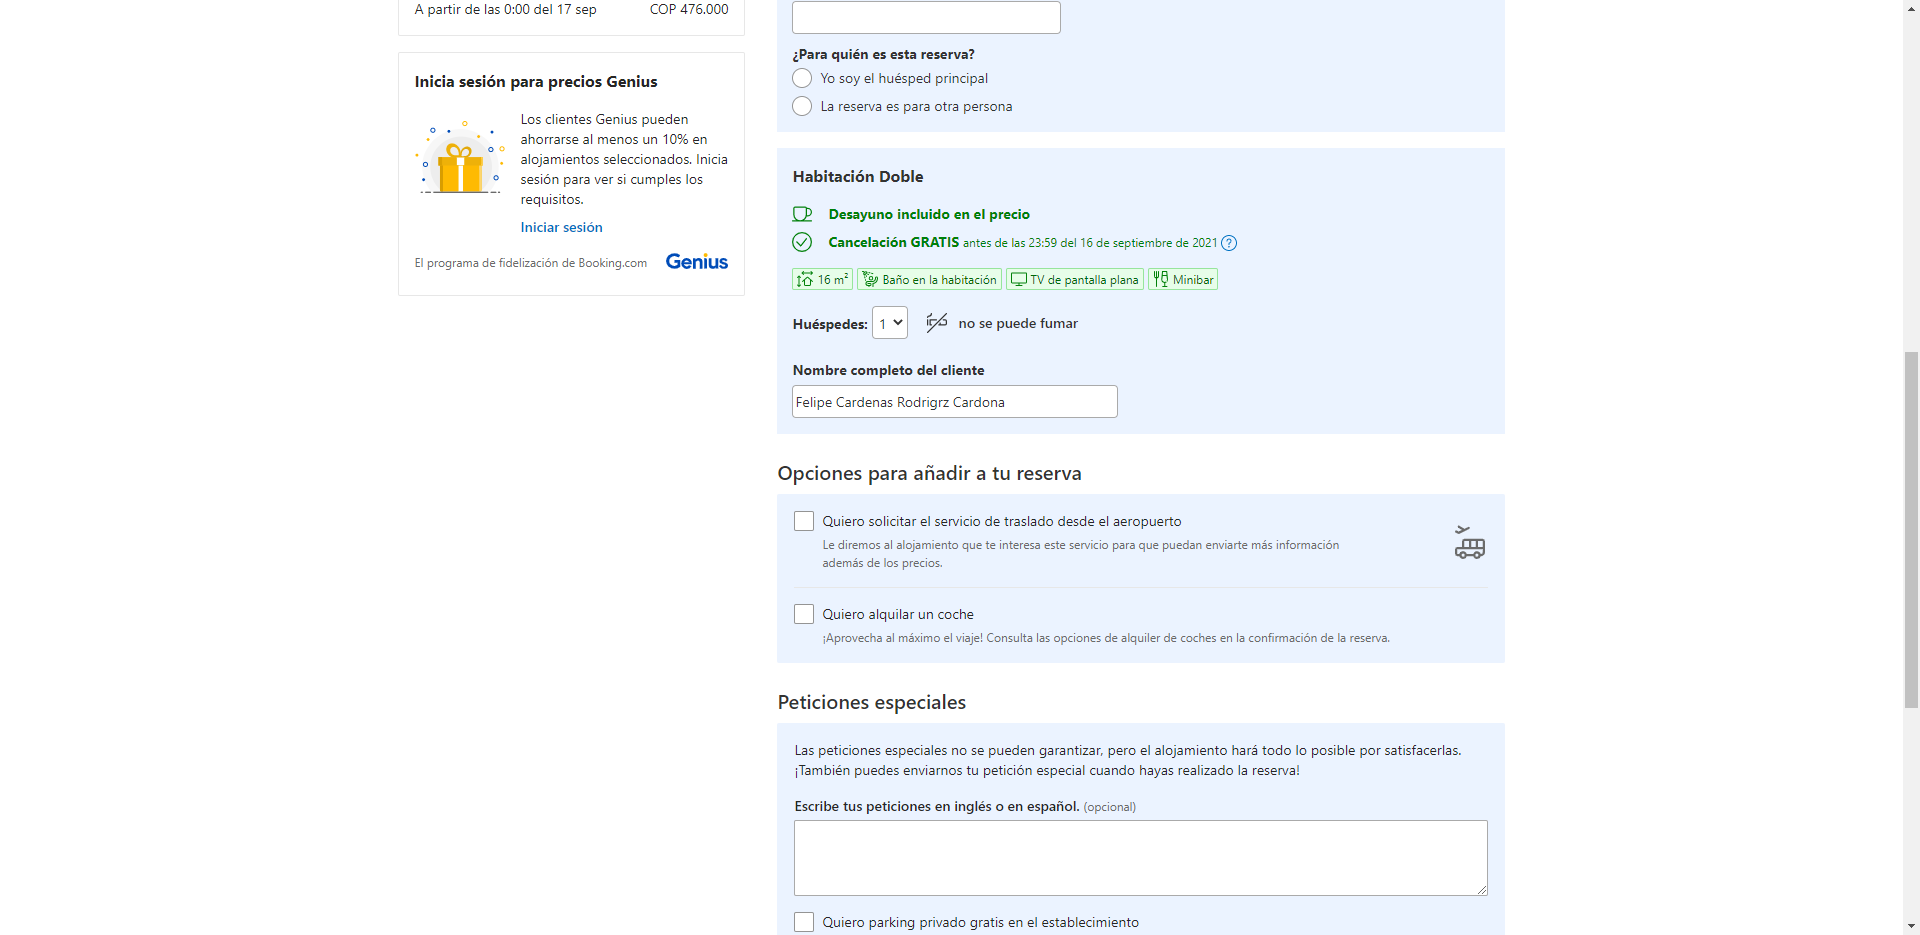 A partir de las 0:00 del 17 sep COP 476.000
Inicia sesión para precios Genius
Los clientes Genius pueden
ahorrarse al menos un 10% en
alojamientos seleccionados. Inicia
sesión para ver si cumples los
requisitos.
Iniciar sesión
El programa de fidelización de Booking.com Genius
¿Para quién es esta reserva?
Yo soy el huésped principal
La reserva es para otra persona
Habitación Doble
Desayuno incluido en el precio
Cancelación GRATIS antes de las 23:59 del 16 de septiembre de 2021 ?
16 m² Baño en la habitación TV de pantalla plana Minibar
Huéspedes: 1 no se puede fumar
Nombre completo del cliente
Felipe Cardenas Rodrigrz Cardona
Opciones para añadir a tu reserva
Quiero solicitar el servicio de traslado desde el aeropuerto
Le diremos al alojamiento que te interesa este servicio para que puedan enviarte más información
además de los precios.
Quiero alquilar un coche
¡Aprovecha al máximo el viaje! Consulta las opciones de alquiler de coches en la confirmación de la reserva.
Peticiones especiales
Las peticiones especiales no se pueden garantizar, pero el alojamiento hará todo lo posible por satisfacerlas.
¡También puedes enviarnos tu petición especial cuando hayas realizado la reserva!
Escribe tus peticiones en inglés o en español. (opcional)
Quiero parking privado gratis en el establecimiento